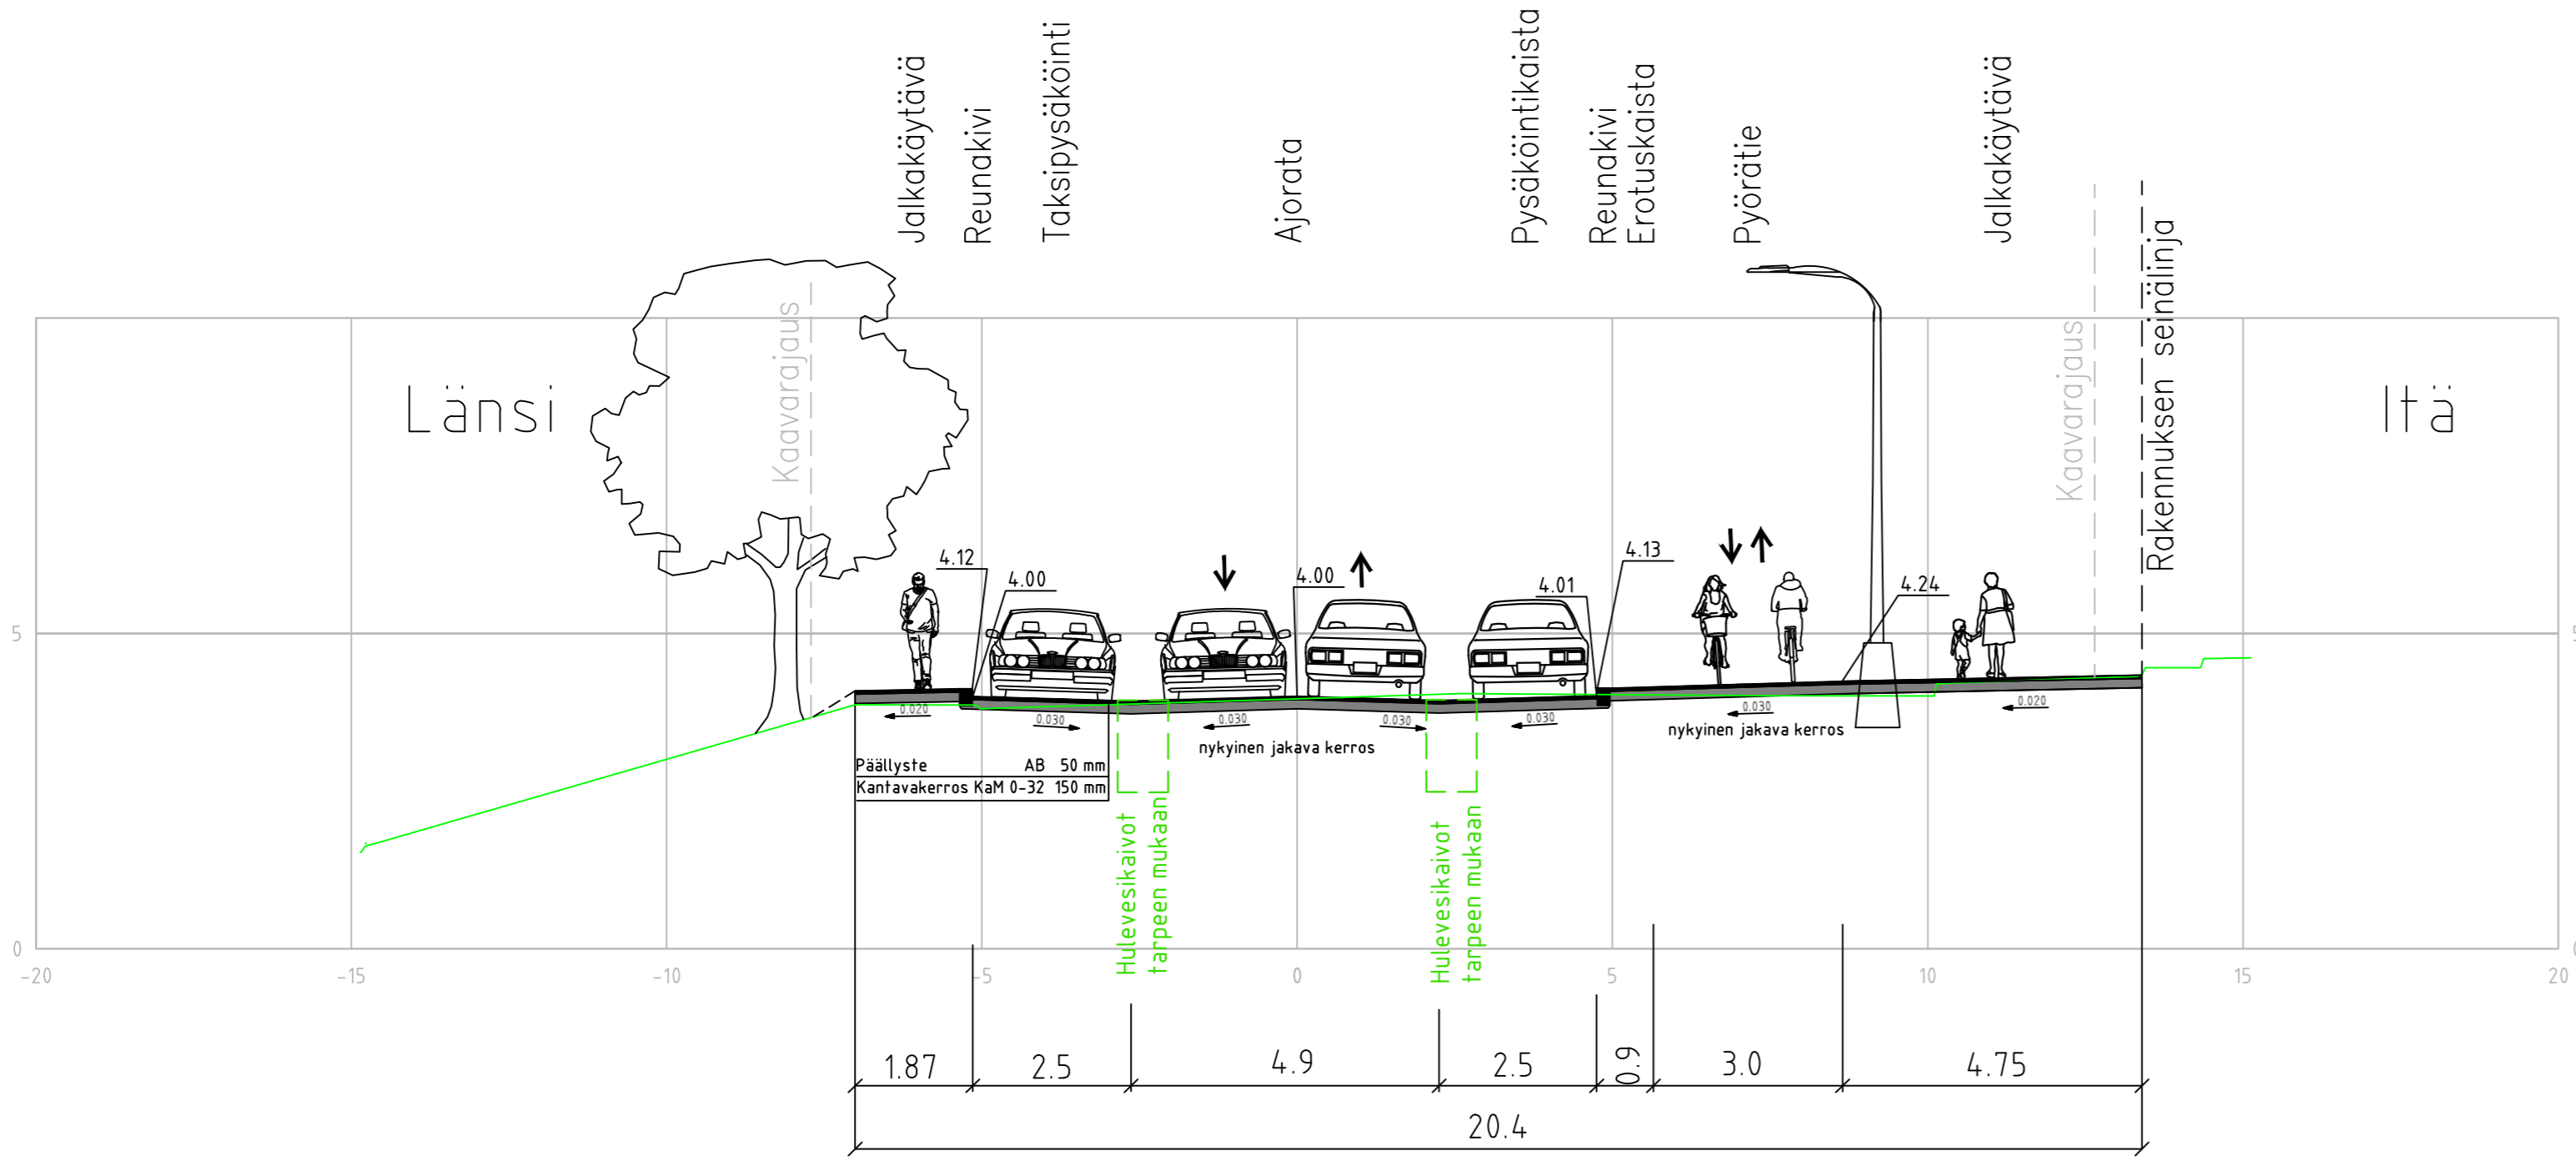 Jalkakäytävä
Reunakivi
Taksipysäköinti
Ajorata
Pysäköintikaista
Reunakivi
Erotuskaista
Pyörätie
Jalkakäytävä
Rakennuksen seinälinja
Kaavarajaus
Kaavarajaus
Länsi
Itä
4.12
4.00
4.00
4.01
4.13
4.24
5
0.020
0.030
0.030
0.030
0.030
0.030
0.020
nykyinen jakava kerros
nykyinen jakava kerros
Päällyste AB 50 mm
Kantavakerros KaM 0-32 150 mm
Hulevesikaivot
tarpeen mukaan
Hulevesikaivot
tarpeen mukaan
0
-20 -15 -10 -5 0 5 10 15 20
1.87 2.5 4.9 2.5 0.9 3.0 4.75
20.4